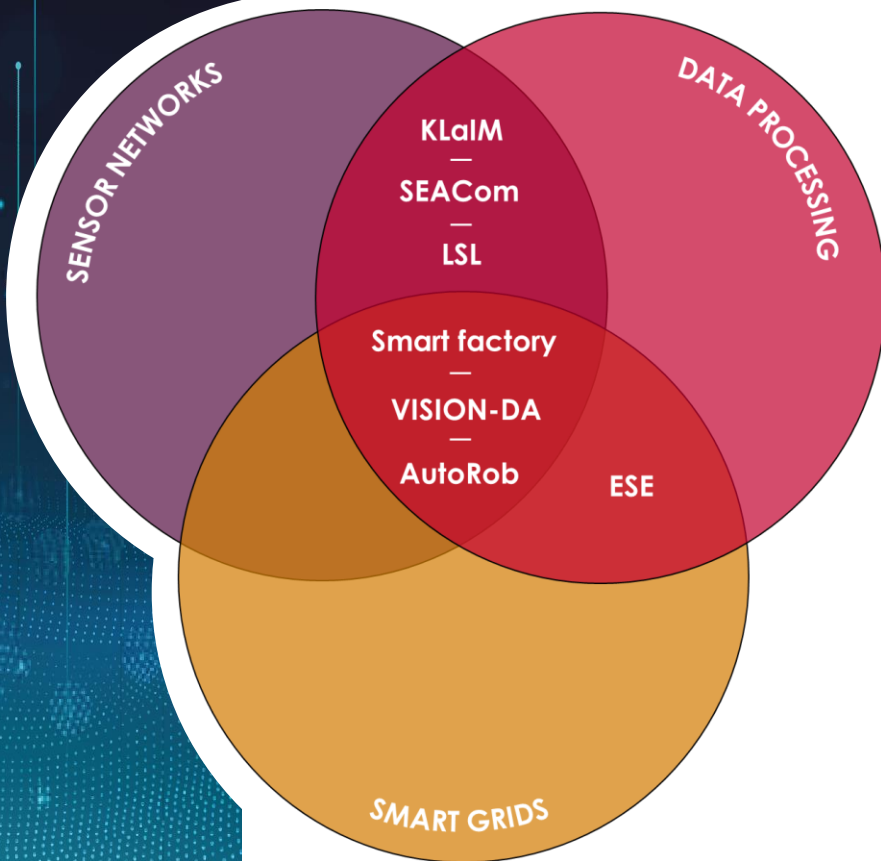 SENSOR NETWORKS
DATA PROCESSING
KLaIM
—
SEACom
—
LSL
Smart factory
—
VISION-DA
—
AutoRob
ESE
SMART GRIDS